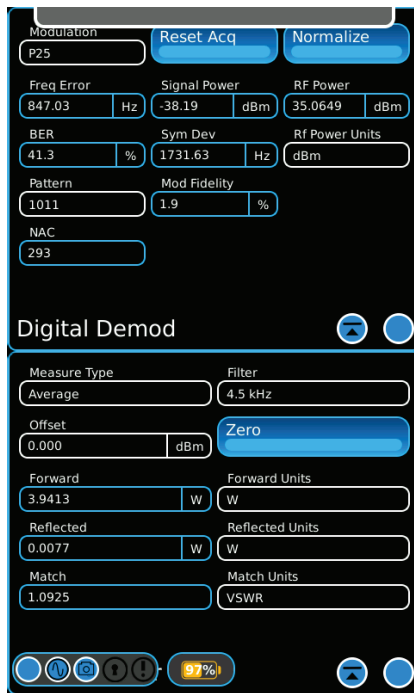 Modulation
Reset Acq
Normalize
P25
Freq Error
Signal Power
RF Power
847.03 Hz
-38.19 dBm
35.0649 dBm
BER
Sym Dev
Rf Power Units
41.3 %
1731.63 Hz
dBm
Pattern
Mod Fidelity
1011
1.9 %
NAC
293
Digital Demod
Measure Type
Filter
Average
4.5 kHz
Offset
Zero
0.000 dBm
Forward
Forward Units
3.9413 W
W
Reflected
Reflected Units
0.0077 W
W
Match
Match Units
1.0925
VSWR
97%